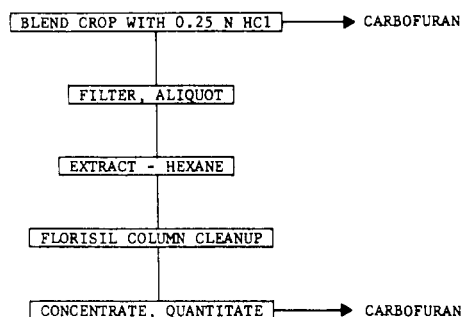 BLEND CROP WITH 0.25 N HCl CARBOFURAN
FILTER, ALIQUOT
EXTRACT - HEXANE
FLORISIL COLUMN CLEANUP
CONCENTRATE, QUANTITATE CARBOFURAN